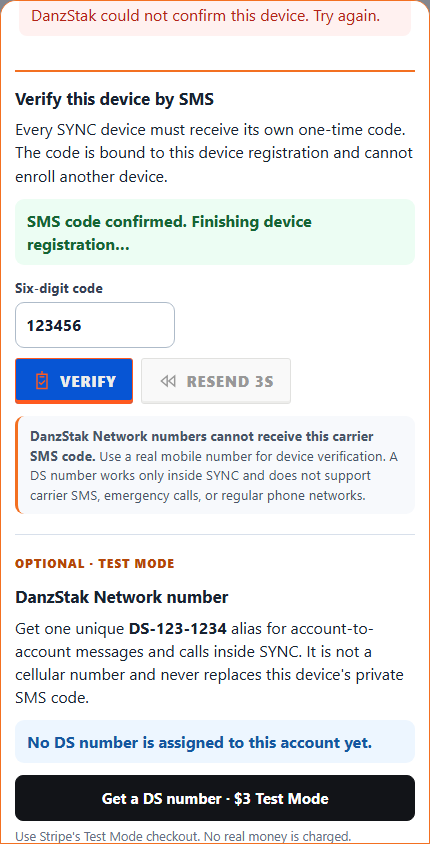 DanzStak could not confirm this device. Try again.
Verify this device by SMS
Every SYNC device must receive its own one-time code.
The code is bound to this device registration and cannot
enroll another device.
SMS code confirmed. Finishing device
registration...
Six-digit code
123456
VERIFY
RESEND 3S
DanzStak Network numbers cannot receive this carrier
SMS code. Use a real mobile number for device verification. A
DS number works only inside SYNC and does not support
carrier SMS, emergency calls, or regular phone networks.
OPTIONAL · TEST MODE
DanzStak Network number
Get one unique DS-123-1234 alias for account-to-
account messages and calls inside SYNC. It is not a
cellular number and never replaces this device's private
SMS code.
No DS number is assigned to this account yet.
Get a DS number · $3 Test Mode
Use Stripe's Test Mode checkout. No real money is charged.